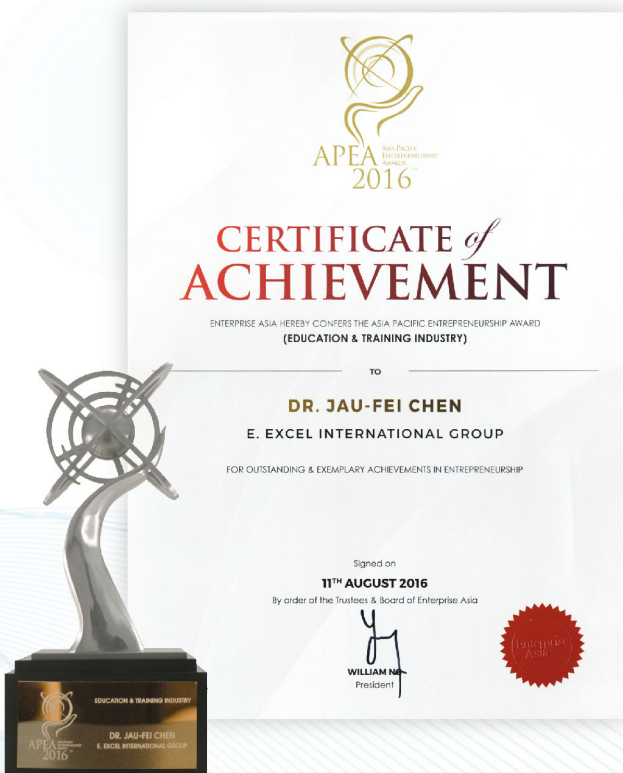 APEA ASIA PACIFIC
ENTREPRENEURSHIP
AWARDS
2016
CERTIFICATE of
ACHIEVEMENT
ENTERPRISE ASIA HEREBY CONFERS THE ASIA PACIFIC ENTREPRENEURSHIP AWARD
(EDUCATION & TRAINING INDUSTRY)
TO
DR. JAU-FEI CHEN
E. EXCEL INTERNATIONAL GROUP
FOR OUTSTANDING & EXEMPLARY ACHIEVEMENTS IN ENTREPRENEURSHIP
Signed on
11TH AUGUST 2016
By order of the Trustees & Board of Enterprise Asia
WILLIAM NG
President
Enterprise
Asia
EDUCATION & TRAINING INDUSTRY
DR. JAU-FEI CHEN
E. EXCEL INTERNATIONAL GROUP
APEA
2016